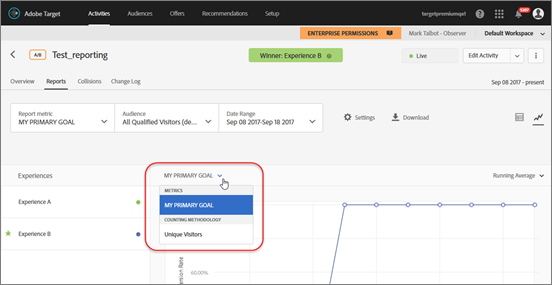 Adobe Target
Activities
Audiences
Offers
Recommendations
Setup
targetpremiumqe1
ENTERPRISE PERMISSIONS
Mark Talbot - Observer
Default Workspace
A/B
Test_reporting
Winner: Experience B
Live
Edit Activity
Overview
Reports
Collisions
Change Log
Sep 08 2017 - present
Report metric
MY PRIMARY GOAL
Audience
All Qualified Visitors (de...
Date Range
Sep 08 2017-Sep 18 2017
Settings
Download
Experiences
MY PRIMARY GOAL
Running Average
METRICS
MY PRIMARY GOAL
COUNTING METHODOLOGY
Unique Visitors
Experience A
Experience B
60.00%
version Rate